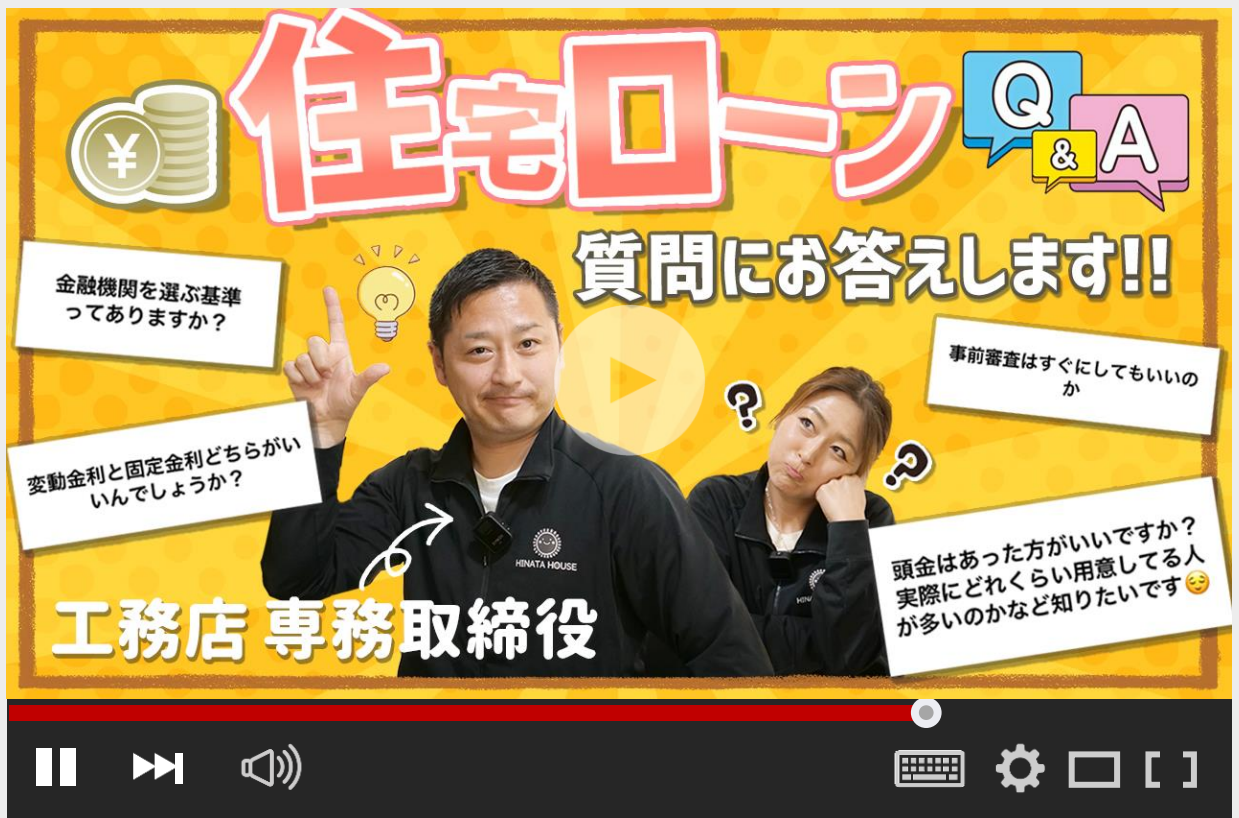 住宅ローン
Q&A
¥
質問にお答えします!!
金融機関を選ぶ基準
ってありますか？
事前審査はすぐにしてもいいの
か
変動金利と固定金利どちらがい
いんでしょうか？
頭金はあった方がいいですか？
実際にどれくらい用意してる人
が多いのかなど知りたいです😌
?
?
HINATA HOUSE
HIN
工務店 専務取締役